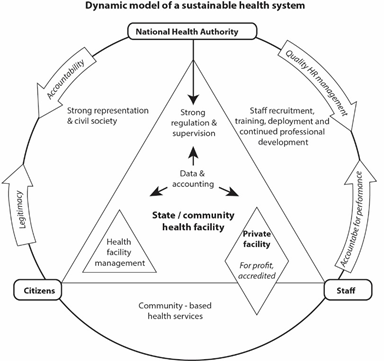 Dynamic model of a sustainable health system
National Health Authority
Accountability
Quality HR management
Strong representation
& civil society
Strong
regulation &
supervision
Staff recruitment,
training, deployment and
continued professional
development
Data &
accounting
Legitimacy
Accountabe for performance
State / community
health facility
Health
facility
management
Private
facility
For profit,
accredited
Citizens
Staff
Community - based
health services